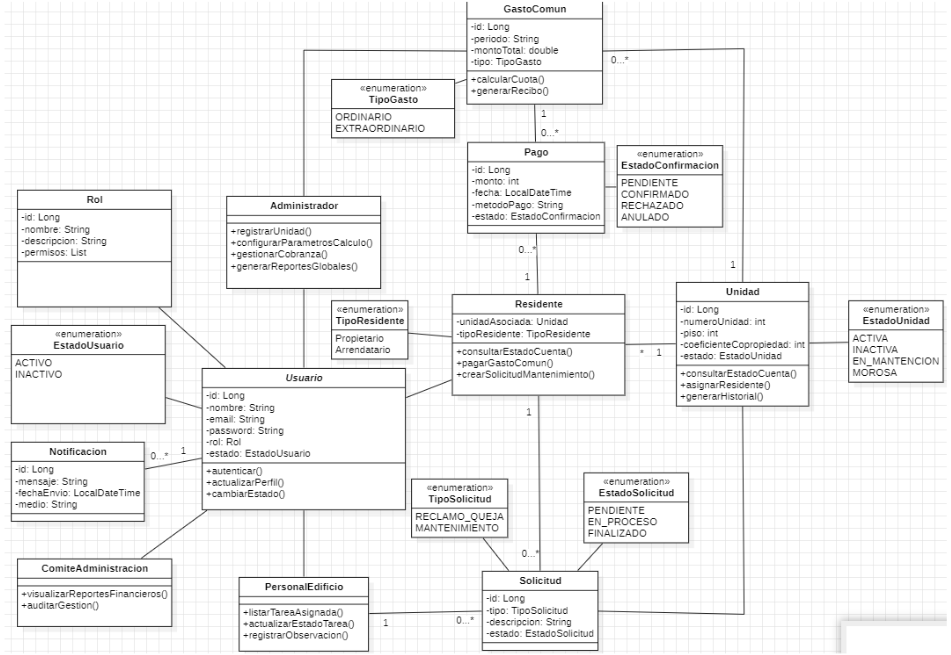 GastoComun
-id: Long
-periodo: String
-montoTotal: double
-tipo: TipoGasto
+calcularCuota()
+generarRecibo()
0...*
«enumeration»
TipoGasto
ORDINARIO
EXTRAORDINARIO
1
0...*
Pago
-id: Long
-monto: int
-fecha: LocalDateTime
-metodoPago: String
-estado: EstadoConfirmacion
«enumeration»
EstadoConfirmacion
PENDIENTE
CONFIRMADO
RECHAZADO
ANULADO
Rol
-id: Long
-nombre: String
-descripcion: String
-permisos: List
Administrador
+registrarUnidad()
+configurarParametrosCalculo()
+gestionarCobranza()
+generarReportesGlobales()
0...*
1
1
«enumeration»
TipoResidente
Propietario
Arrendatario
Residente
-unidadAsociada: Unidad
-tipoResidente: TipoResidente
+consultarEstadoCuenta()
+pagarGastoComun()
+crearSolicitudMantenimiento()
* 1
Unidad
-id: Long
-numeroUnidad: int
-piso: int
-coeficienteCopropiedad: int
-estado: EstadoUnidad
+consultarEstadoCuenta()
+asignarResidente()
+generarHistorial()
«enumeration»
EstadoUnidad
ACTIVA
INACTIVA
EN_MANTENCION
MOROSA
«enumeration»
EstadoUsuario
ACTIVO
INACTIVO
Usuario
-id: Long
-nombre: String
-email: String
-password: String
-rol: Rol
-estado: EstadoUsuario
+autenticar()
+actualizarPerfil()
+cambiarEstado()
1
Notificacion
-id: Long
-mensaje: String
-fechaEnvio: LocalDateTime
-medio: String
0...* 1
«enumeration»
TipoSolicitud
RECLAMO_QUEJA
MANTENIMIENTO
«enumeration»
EstadoSolicitud
PENDIENTE
EN_PROCESO
FINALIZADO
0...*
ComiteAdministracion
+visualizarReportesFinancieros()
+auditarGestion()
PersonalEdificio
+listarTareaAsignada()
+actualizarEstadoTarea()
+registrarObservacion()
1 0...*
Solicitud
-id: Long
-tipo: TipoSolicitud
-descripcion: String
-estado: EstadoSolicitud